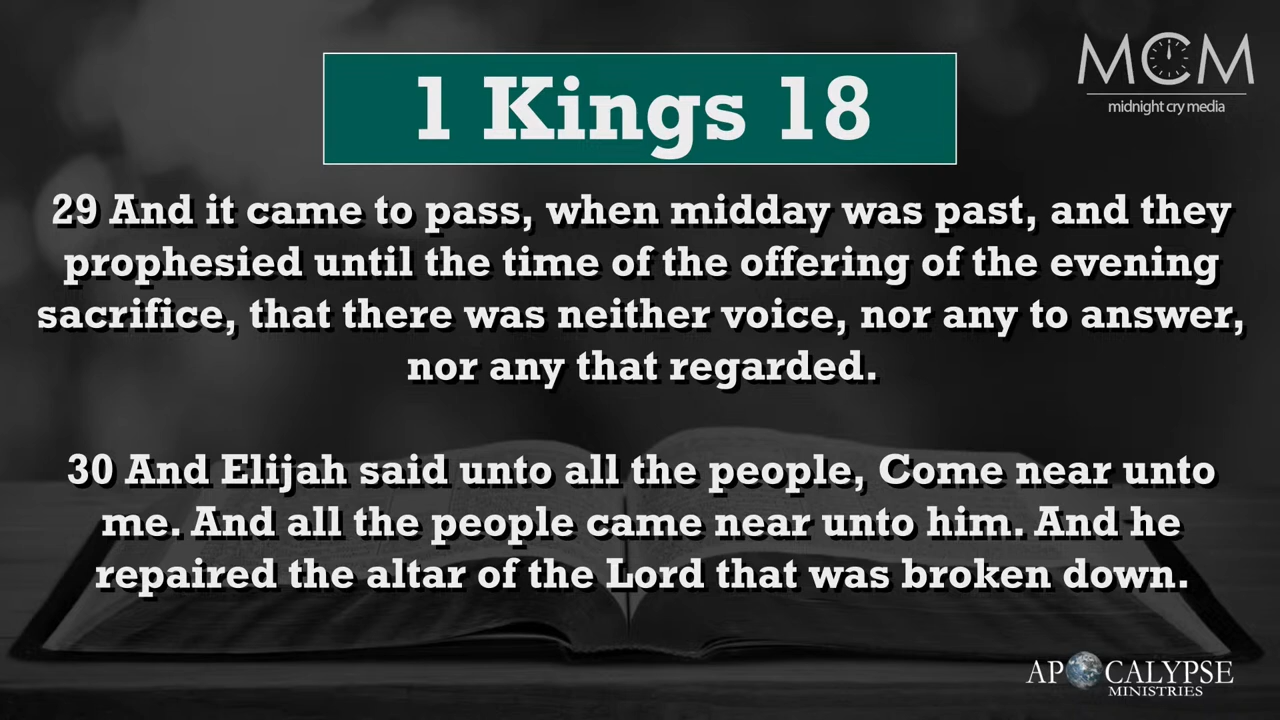 MCM
midnight cry media
1 Kings 18
29 And it came to pass, when midday was past, and they
prophesied until the time of the offering of the evening
sacrifice, that there was neither voice, nor any to answer,
nor any that regarded.
30 And Elijah said unto all the people, Come near unto
me. And all the people came near unto him. And he
repaired the altar of the Lord that was broken down.
APOCALYPSE
MINISTRIES